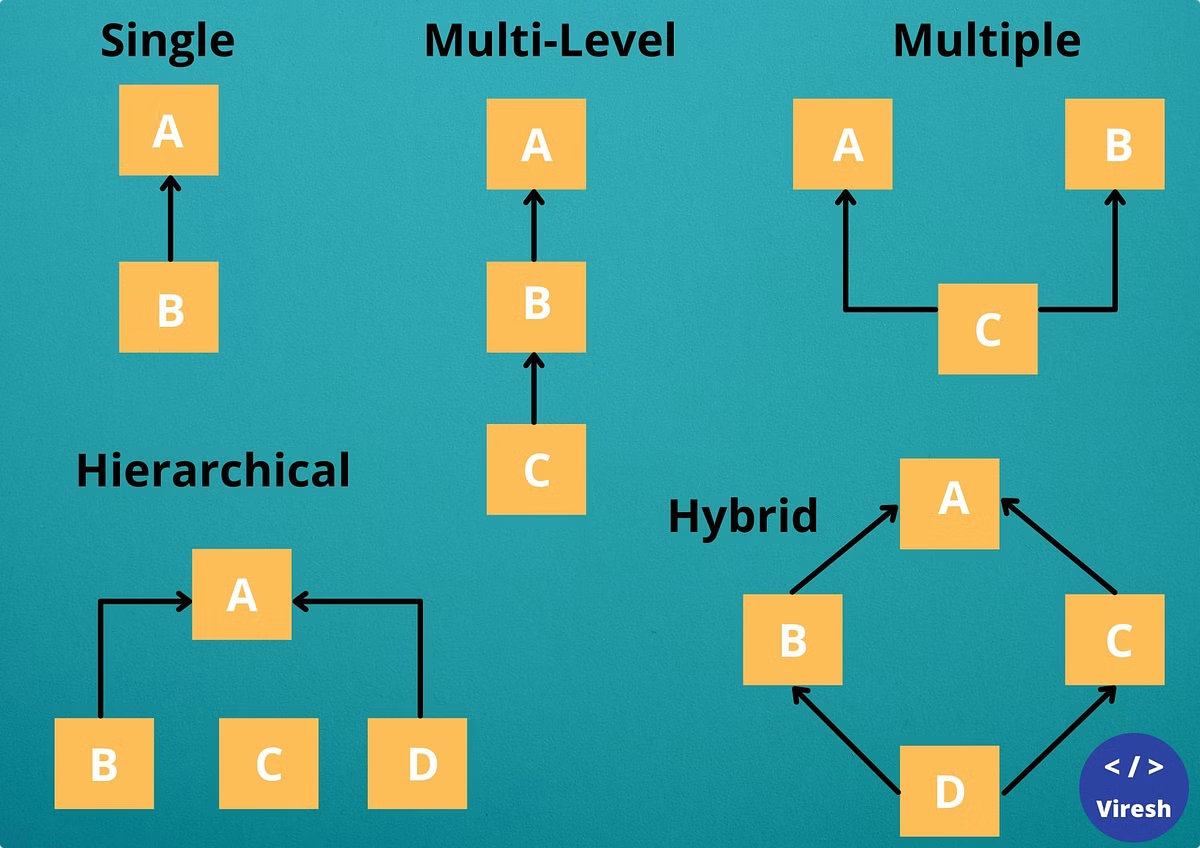 Single
A
B
Multi-Level
A
B
C
Multiple
A B
C
Hierarchical
A
B C D
Hybrid
A
B C
D
</>
Viresh